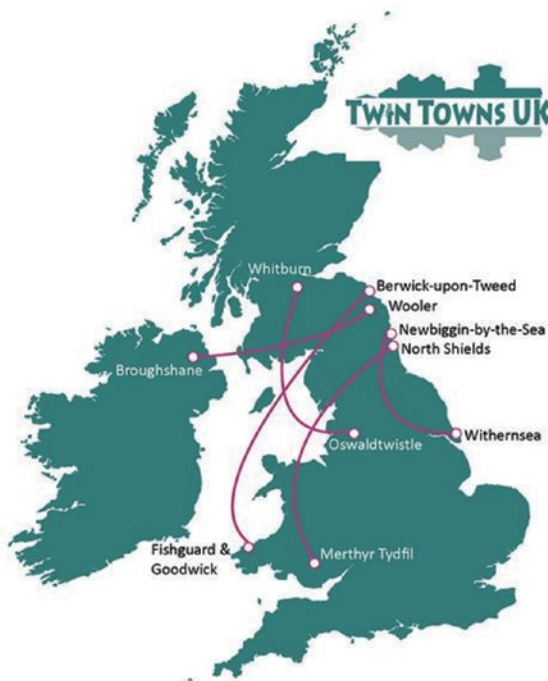 TWIN TOWNS UK
Whitburn
Berwick-upon-Tweed
Wooler
Newbiggin-by-the-Sea
North Shields
Broughshane
Withernsea
Oswaldtwistle
Fishguard &
Goodwick
Merthyr Tydfil